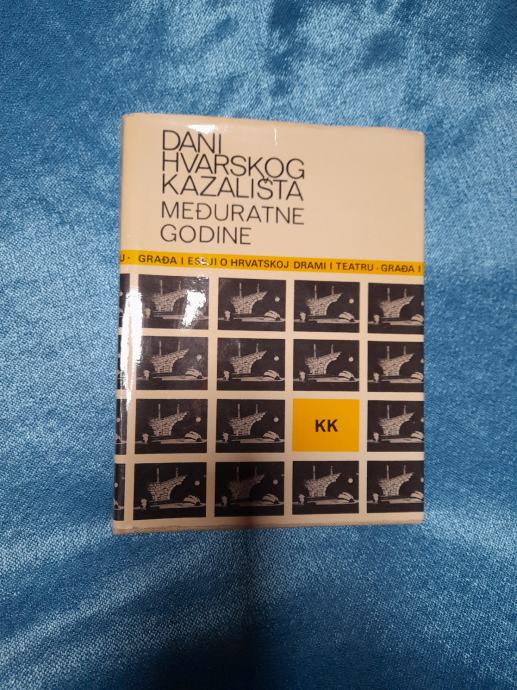 DANI
HVARSKOG
KAZALIŠTA
MEĐURATNE
GODINE
U · GRAĐA I ESEJI O HRVATSKOJ DRAMI I TEATRU · GRAĐA I
KK